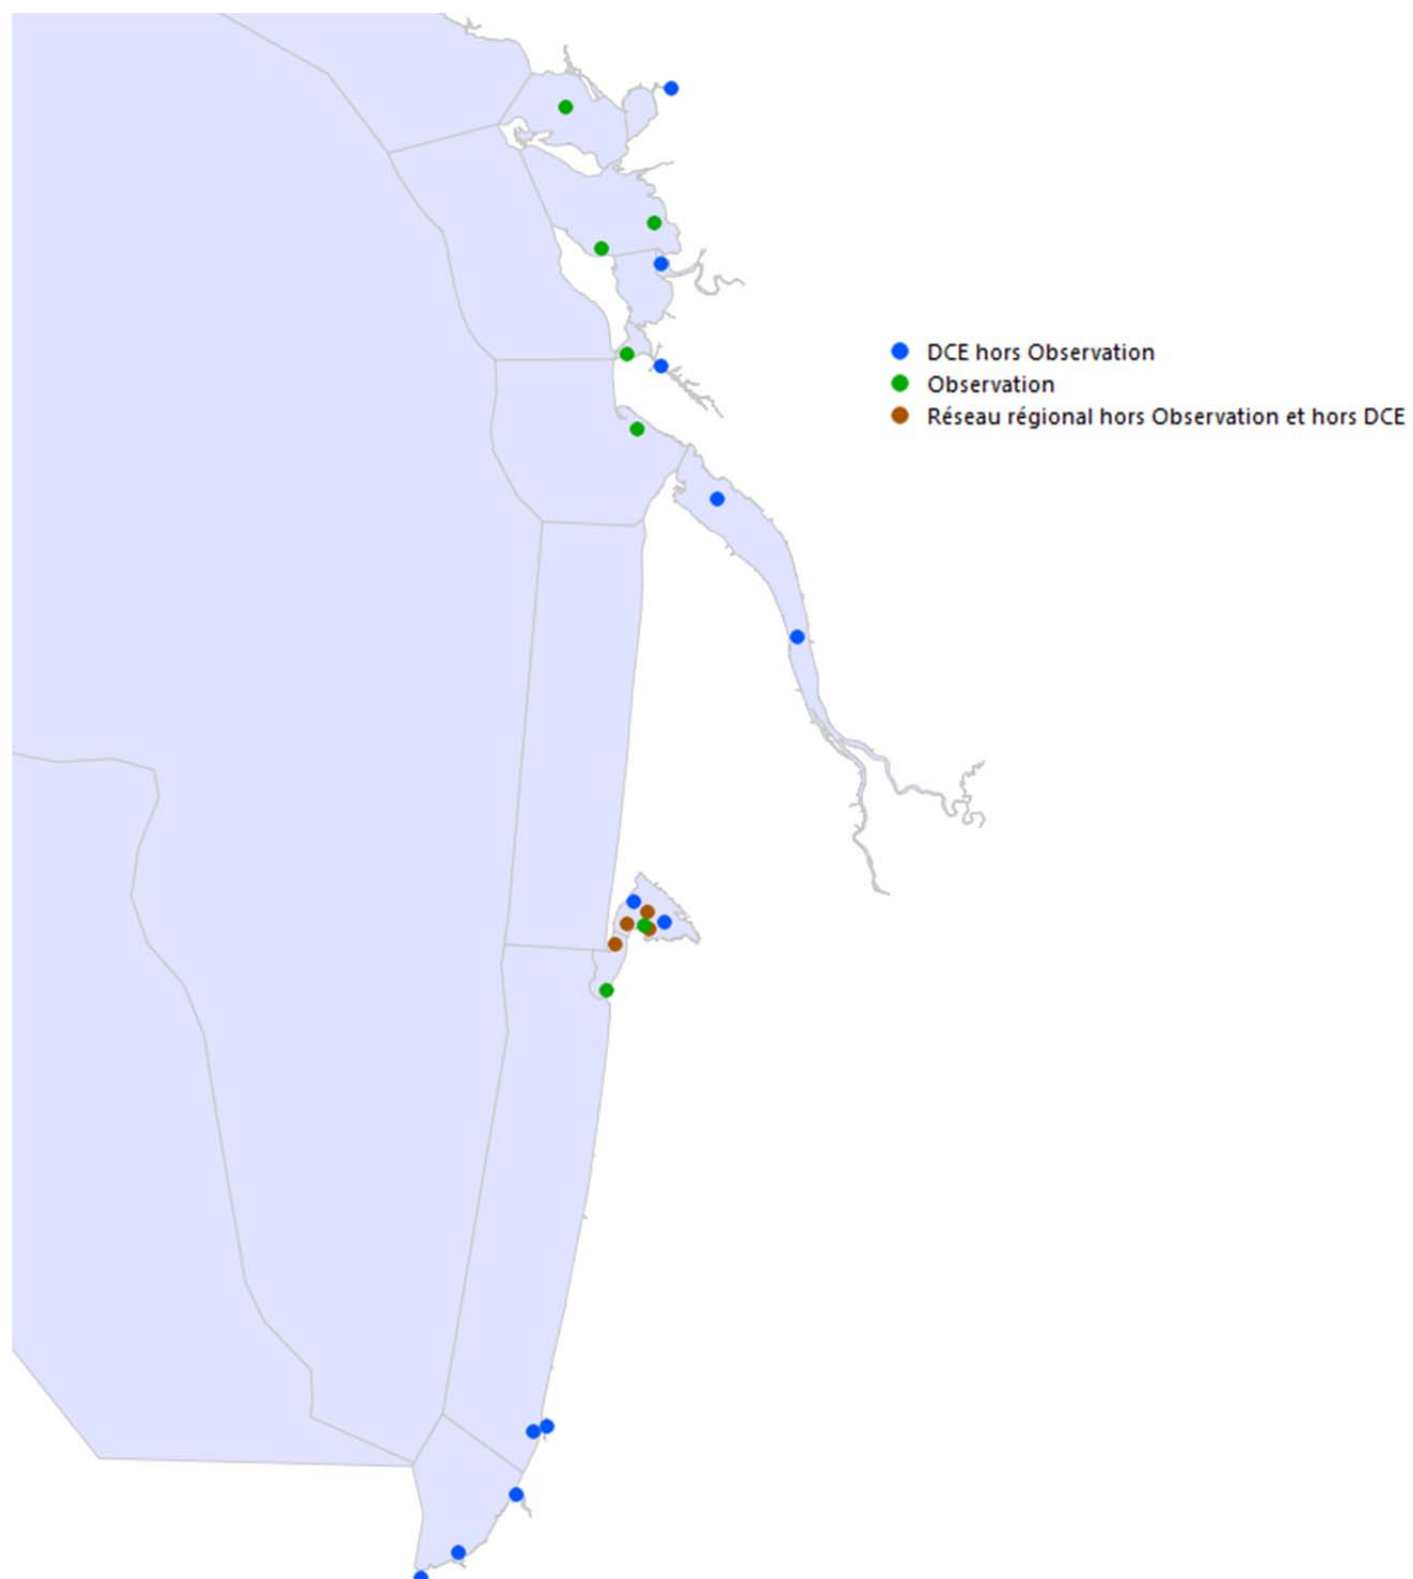 DCE hors Observation
Observation
Réseau régional hors Observation et hors DCE